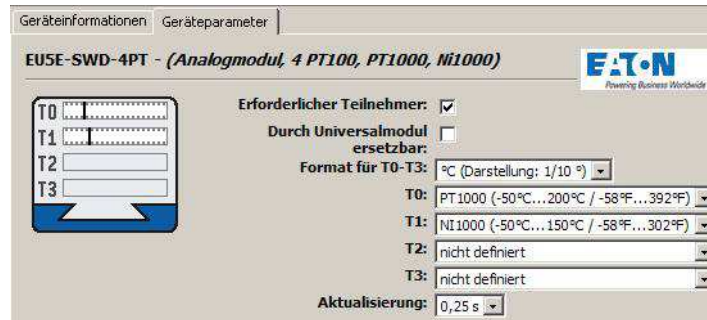 Geräteinformationen Geräteparameter
EU5E-SWD-4PT - (Analogmodul, 4 PT100, PT1000, Ni1000)
EATON
Powering Business Worldwide
T0
T1
T2
T3
Erforderlicher Teilnehmer:
Durch Universalmodul
ersetzbar:
Format für T0-T3: °C (Darstellung: 1/10 °)
T0: PT1000 (-50°C...200°C / -58°F...392°F)
T1: NI1000 (-50°C...150°C / -58°F...302°F)
T2: nicht definiert
T3: nicht definiert
Aktualisierung: 0,25 s